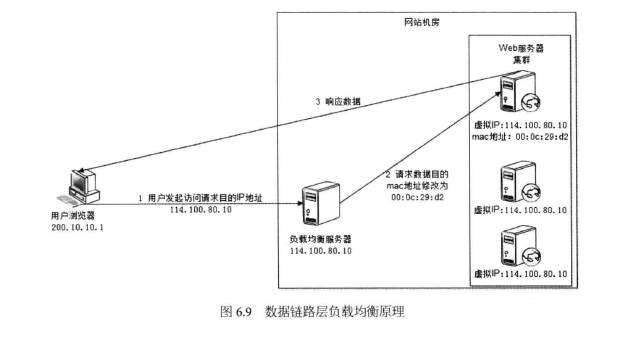 网站机房
Web服务器
集群
3 响应数据
虚拟IP:114.100.80.10
mac地址: 00:0c:29:d2
2 请求数据目的
mac地址修改为
00:0c:29:d2
1 用户发起访问请求目的IP地址
114.100.80.10
用户浏览器
200.10.10.1
负载均衡服务器
114.100.80.10
虚拟IP:114.100.80.10
虚拟IP:114.100.80.10
图 6.9 数据链路层负载均衡原理